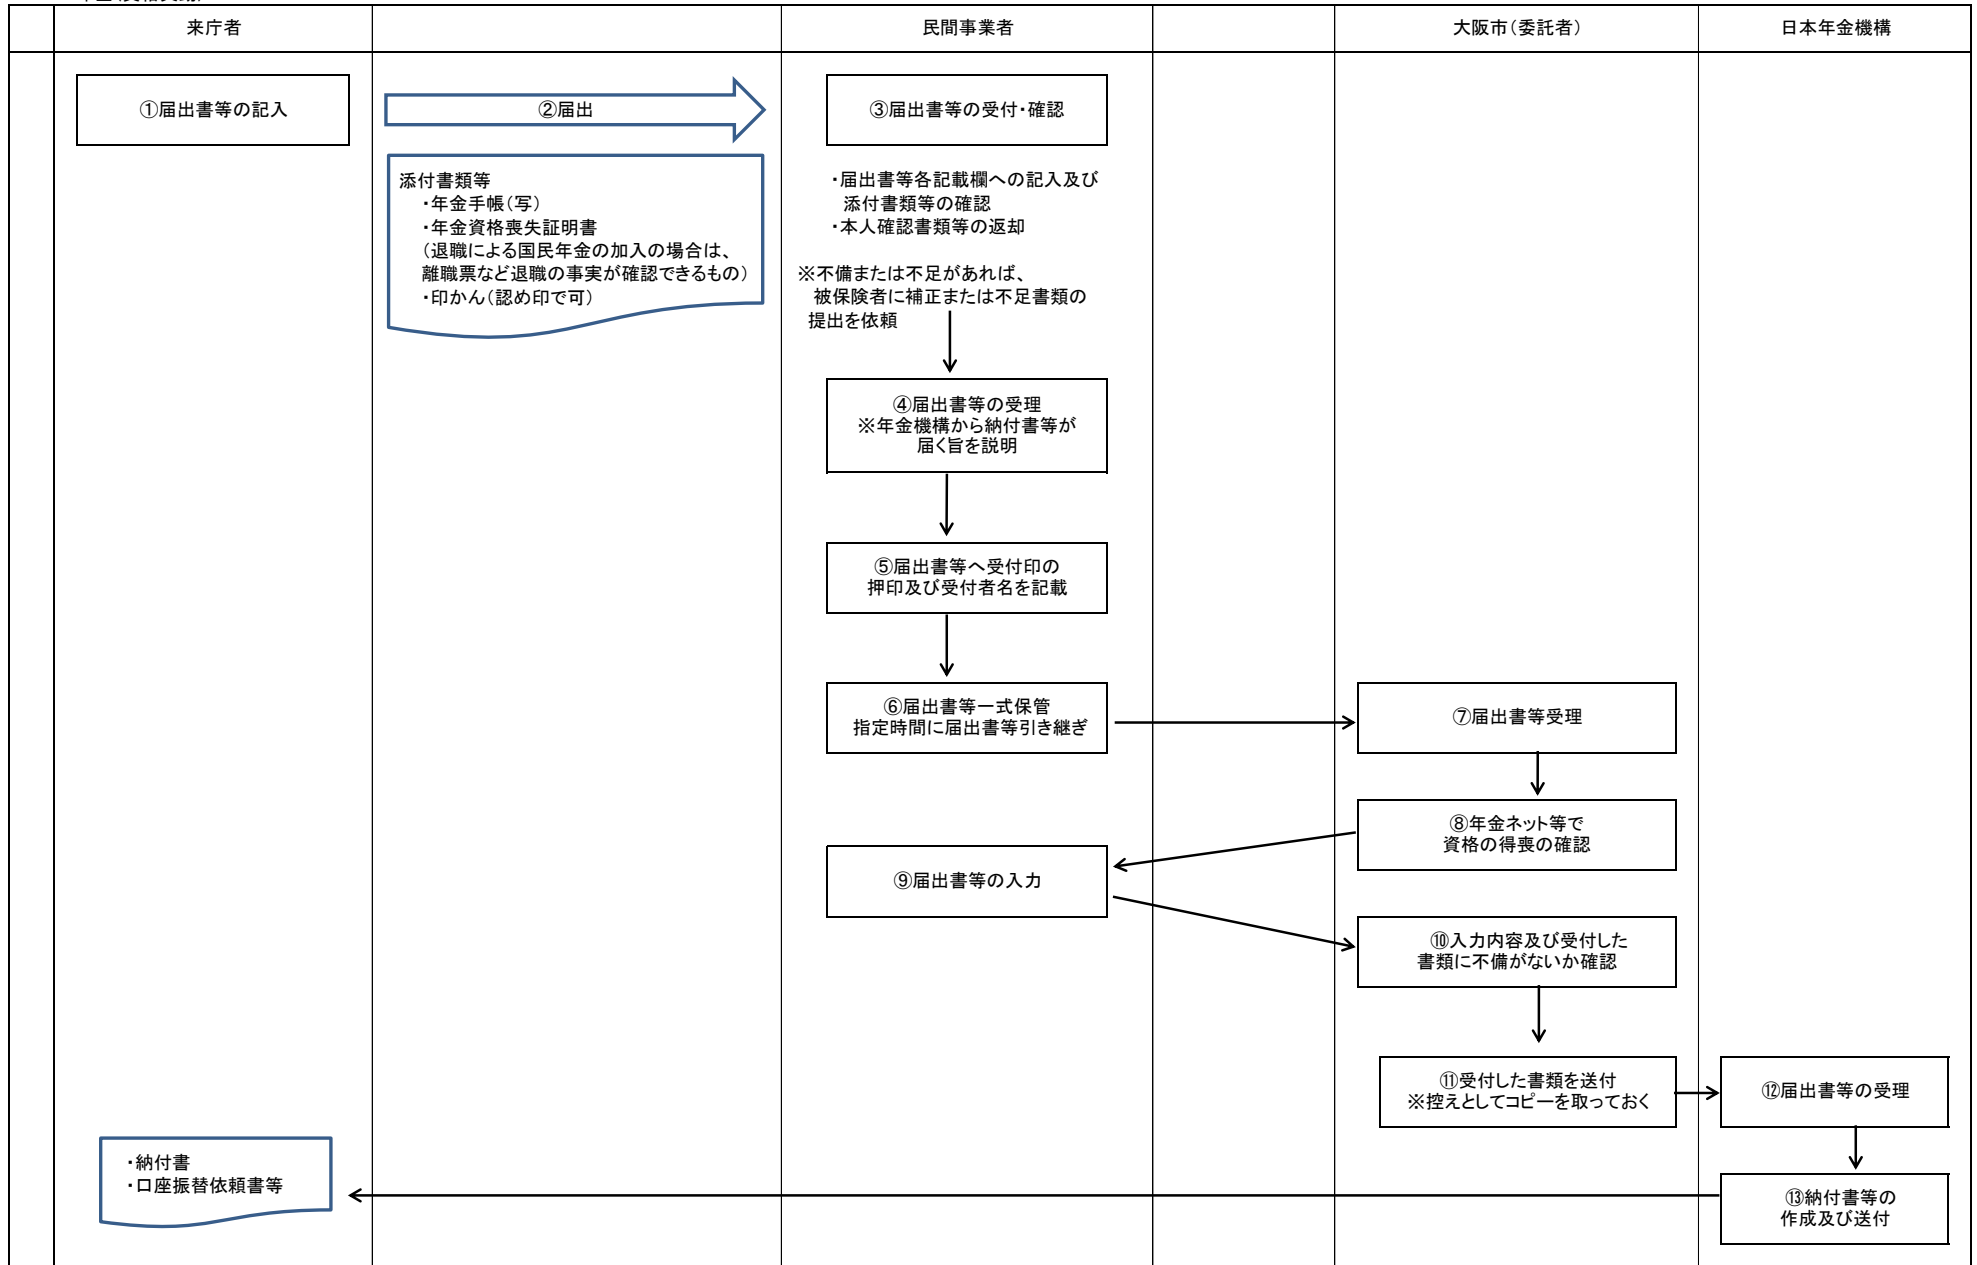 来庁者
民間事業者
大阪市(委託者)
日本年金機構
①届出書等の記入
②届出
③届出書等の受付・確認
添付書類等
・年金手帳(写)
・年金資格喪失証明書
(退職による国民年金の加入の場合は、
離職票など退職の事実が確認できるもの)
・印かん(認め印で可)
・届出書等各記載欄への記入及び
添付書類等の確認
・本人確認書類等の返却
※不備または不足があれば、
被保険者に補正または不足書類の
提出を依頼
④届出書等の受理
※年金機構から納付書等が
届く旨を説明
⑤届出書等へ受付印の
押印及び受付者名を記載
⑥届出書等一式保管
指定時間に届出書等引き継ぎ
⑦届出書等受理
⑧年金ネット等で
資格の得喪の確認
⑨届出書等の入力
⑩入力内容及び受付した
書類に不備がないか確認
⑪受付した書類を送付
※控えとしてコピーを取っておく
⑫届出書等の受理
⑬納付書等の
作成及び送付
・納付書
・口座振替依頼書等